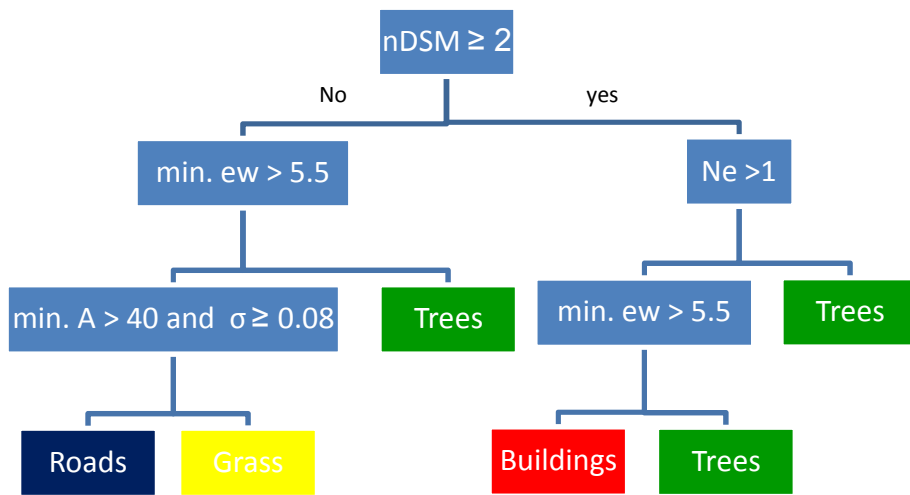 nDSM ≥ 2
No
yes
min. ew > 5.5
Ne >1
min. A > 40 and σ ≥ 0.08
Trees
min. ew > 5.5
Trees
Roads
Grass
Buildings
Trees